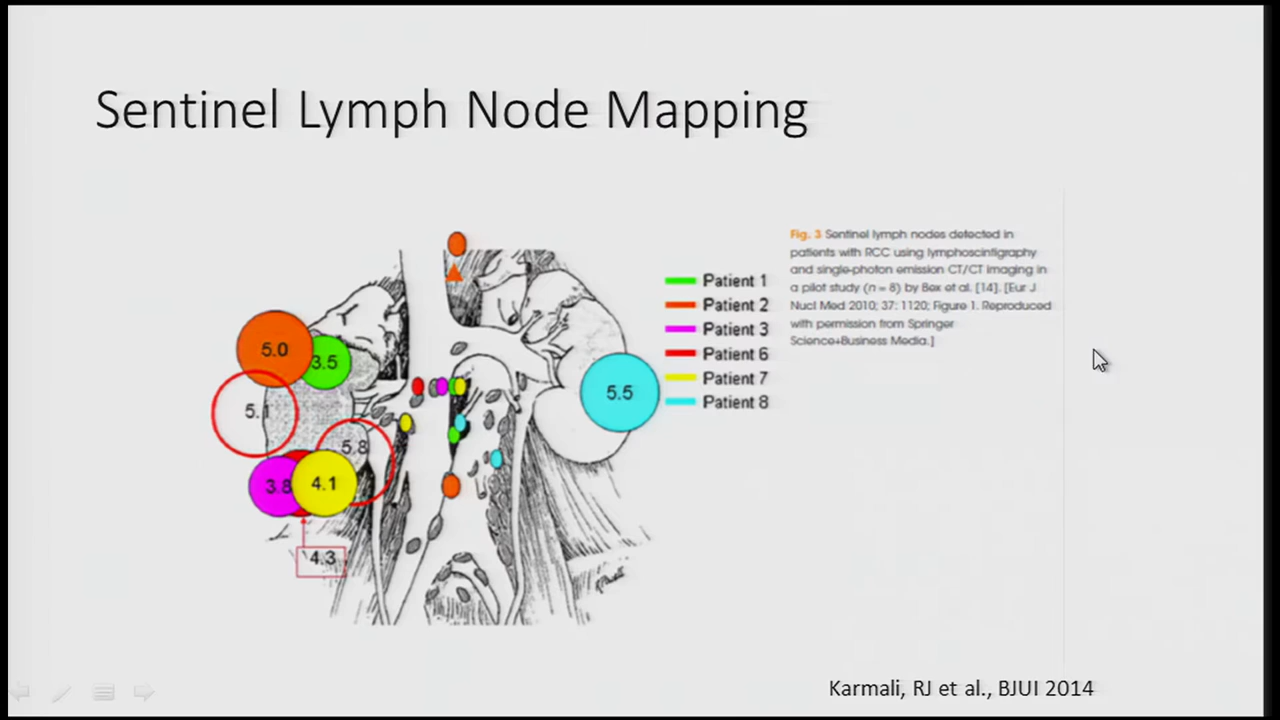 Sentinel Lymph Node Mapping
Fig. 3 Sentinel lymph nodes detected in
patients with RCC using lymphoscintigraphy
and single-photon emission CT/CT imaging in
a pilot study (n = 8) by Bex et al. [14]. [Eur J
Nucl Med 2010; 37: 1120; Figure 1. Reproduced
with permission from Springer
Science+Business Media.]
Patient 1
Patient 2
Patient 3
Patient 6
Patient 7
Patient 8
5.0
3.5
5.1
5.8
3.8
4.1
4.3
5.5
Karmali, RJ et al., BJUI 2014